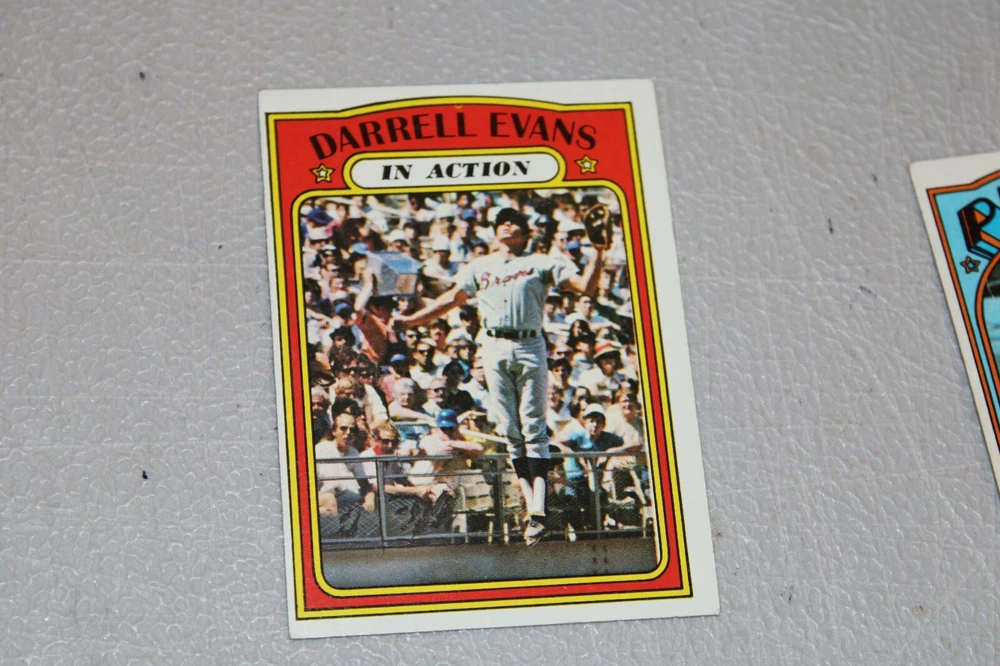 DARRELL EVANS
IN ACTION
Braves